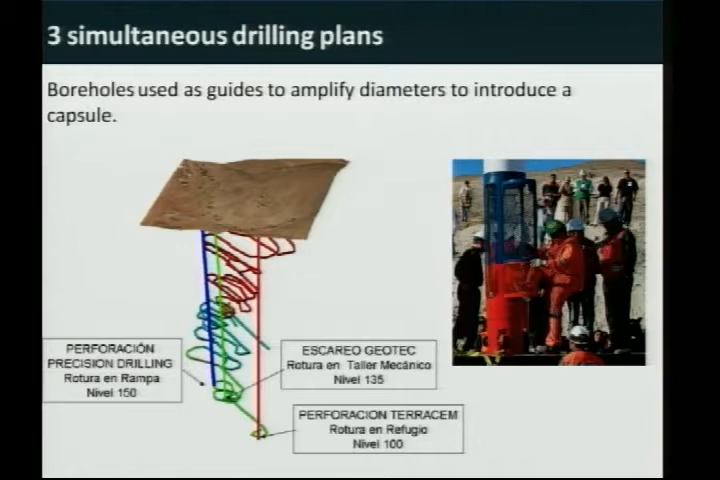 3 simultaneous drilling plans
Boreholes used as guides to amplify diameters to introduce a
capsule.
PERFORACIÓN
PRECISION DRILLING
Rotura en Rampa
Nivel 150
ESCAREO GEOTEC
Rotura en Taller Mecánico
Nivel 135
PERFORACION TERRACEM
Rotura en Refugio
Nivel 100